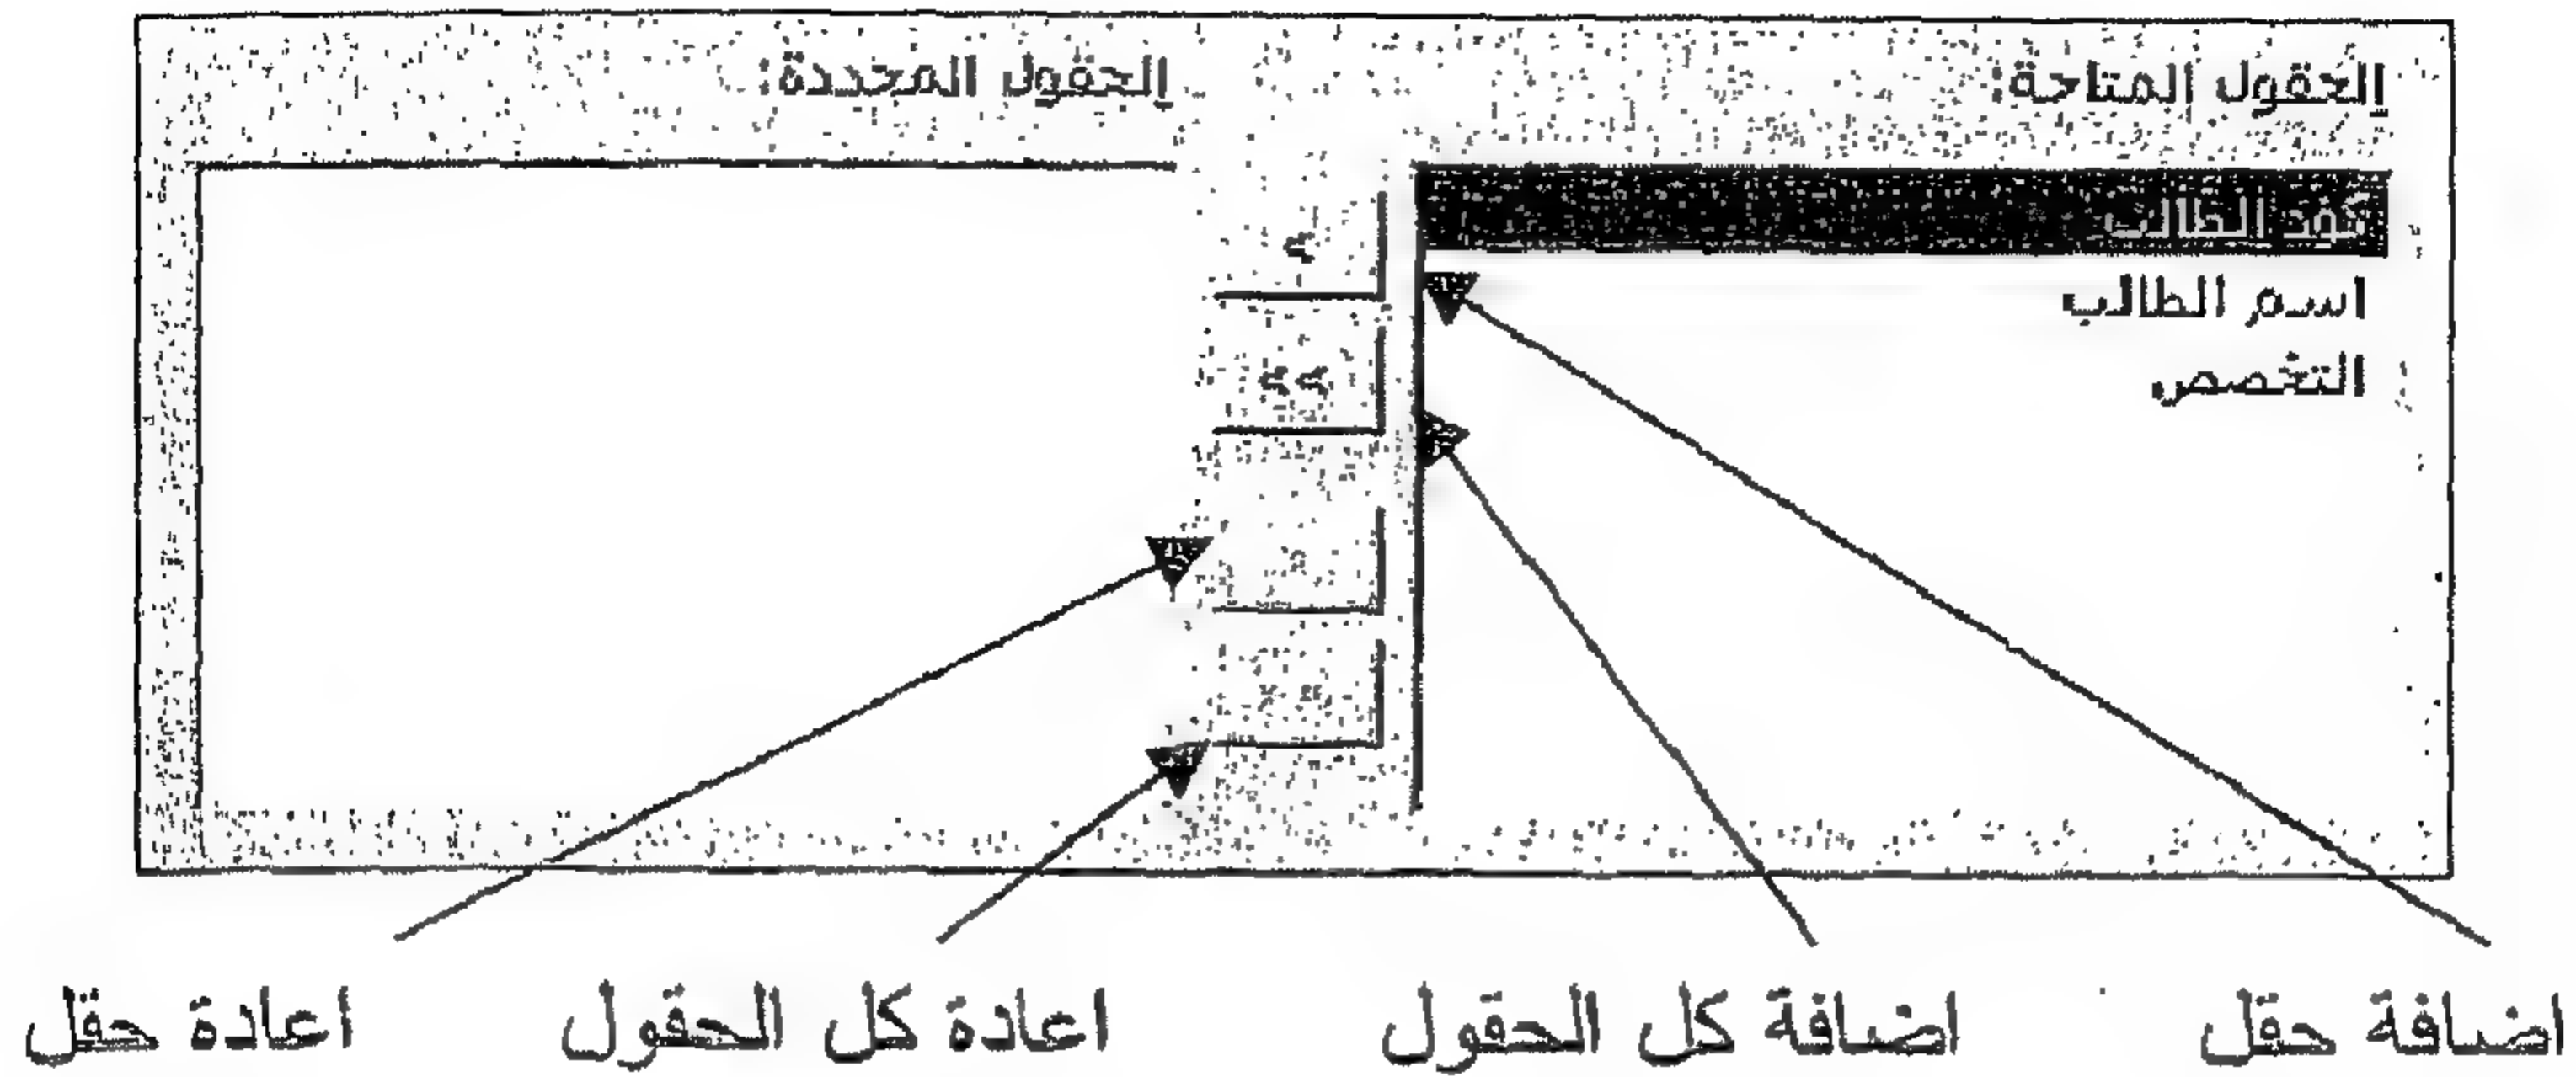 الحقول المتاحة:
الحقول المحددة:
كود الطالب
اسم الطالب
التخصص
اضافة حقل
اضافة كل الحقول
اعادة كل الحقول
اعادة حقل